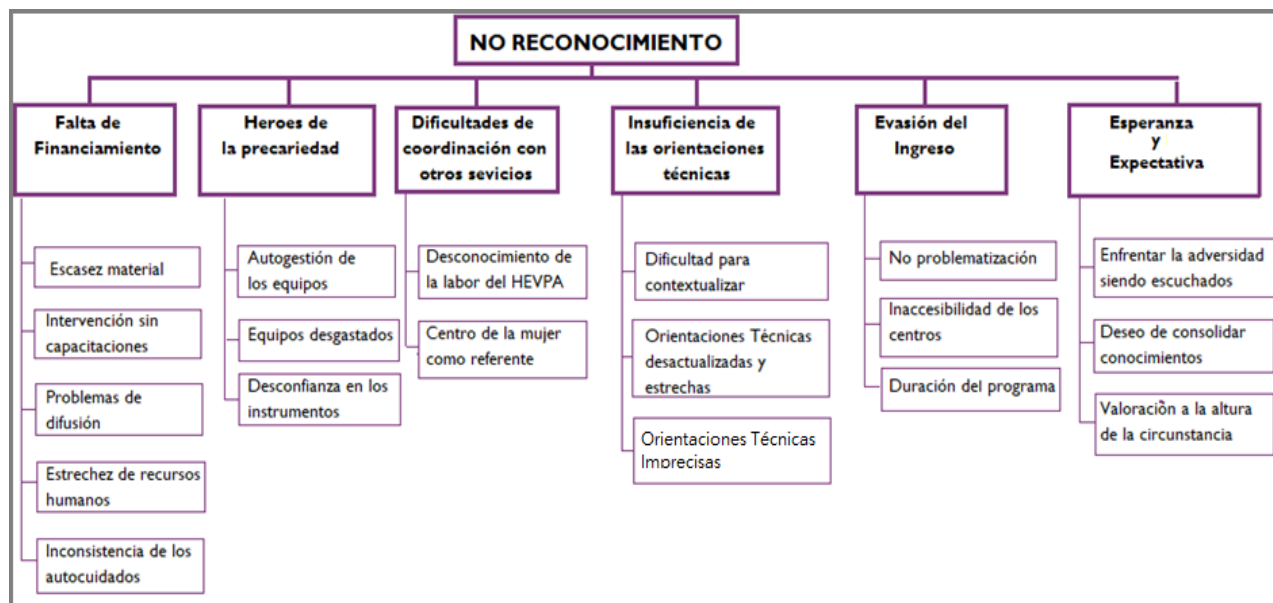 NO RECONOCIMIENTO
Falta de
Financiamiento
Escasez material
Intervención sin
capacitaciones
Problemas de
difusión
Estrechez de recursos
humanos
Inconsistencia de los
autocuidados
Heroes de
la precariedad
Autogestión de
los equipos
Equipos desgastados
Desconfianza en los
instrumentos
Dificultades de
coordinación con
otros sevicios
Desconocimiento de
la labor del HEVPA
Centro de la mujer
como referente
Insuficiencia de
las orientaciones
técnicas
Dificultad para
contextualizar
Orientaciones Técnicas
desactualizadas y
estrechas
Orientaciones Técnicas
Imprecisas
Evasión del
Ingreso
No problematización
Inaccesibilidad de los
centros
Duración del programa
Esperanza
y
Expectativa
Enfrentar la adversidad
siendo escuchados
Deseo de consolidar
conocimientos
Valoraciòn a la altura
de la circunstancia